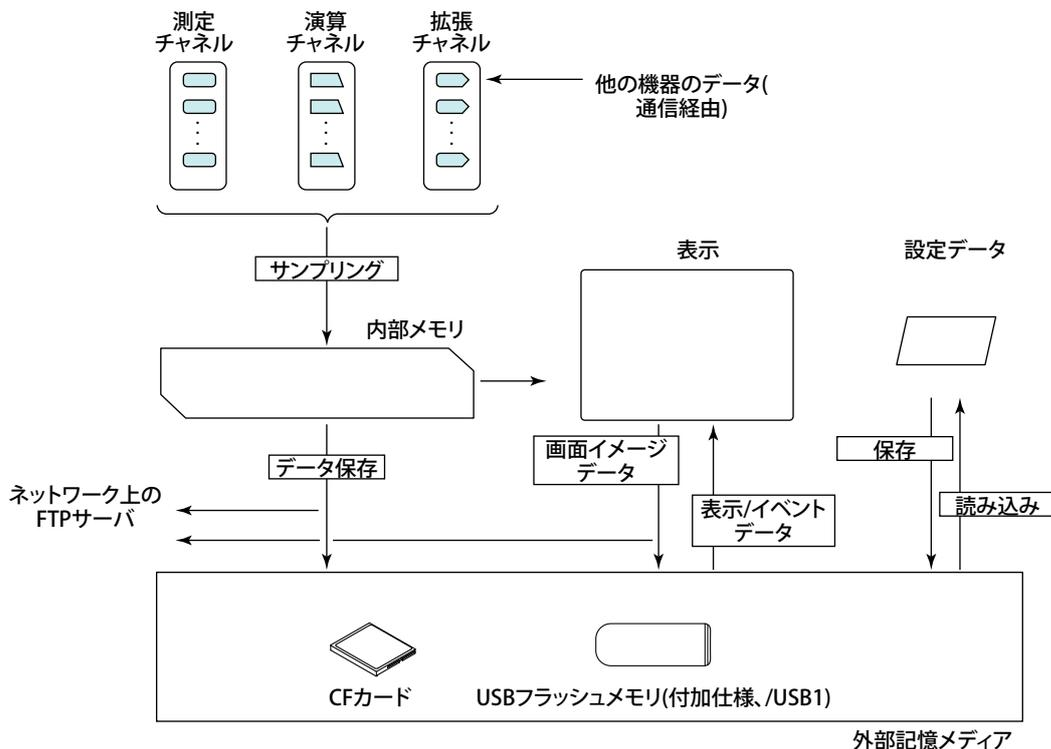 測定
チャネル
演算
チャネル
拡張
チャネル
他の機器のデータ(
通信経由)
サンプリング
内部メモリ
表示
設定データ
データ保存
画面イメージ
データ
表示/イベント
データ
保存
読み込み
ネットワーク上の
FTPサーバ
CFカード
USBフラッシュメモリ(付加仕様、/USB1)
外部記憶メディア